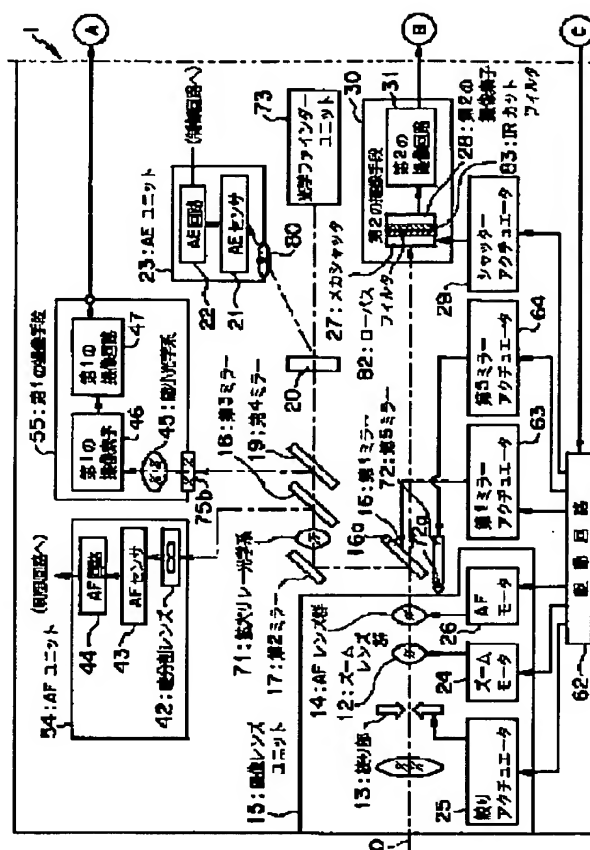 1
A
B
C
(制御回路へ)
73
光学ファインダーユニット
23:AEユニット
AE回路
22
AEセンサ
21
80
20
55:第1の撮像手段
第1の撮像回路
47
第1の撮像素子
46
45:縮小光学系
75b
18:第3ミラー
19:第4ミラー
30
第2の撮像手段
第2の撮像回路
31
28:第2の撮像素子
83:IRカットフィルタ
27:メカシャッタ
82:ローパスフィルタ
シャッターアクチュエータ
29
第5ミラーアクチュエータ
64
第1ミラーアクチュエータ
63
16:第1ミラー
72:第5ミラー
16a
72a
54:AFユニット
(制御回路へ)
AF回路
44
AFセンサ
43
42:瞳分割レンズ
71:拡大リレー光学系
17:第2ミラー
15:撮像レンズユニット
14:AFレンズ群
12:ズームレンズ群
13:絞り部
AFモータ
26
ズームモータ
24
絞りアクチュエータ
25
駆動回路
62